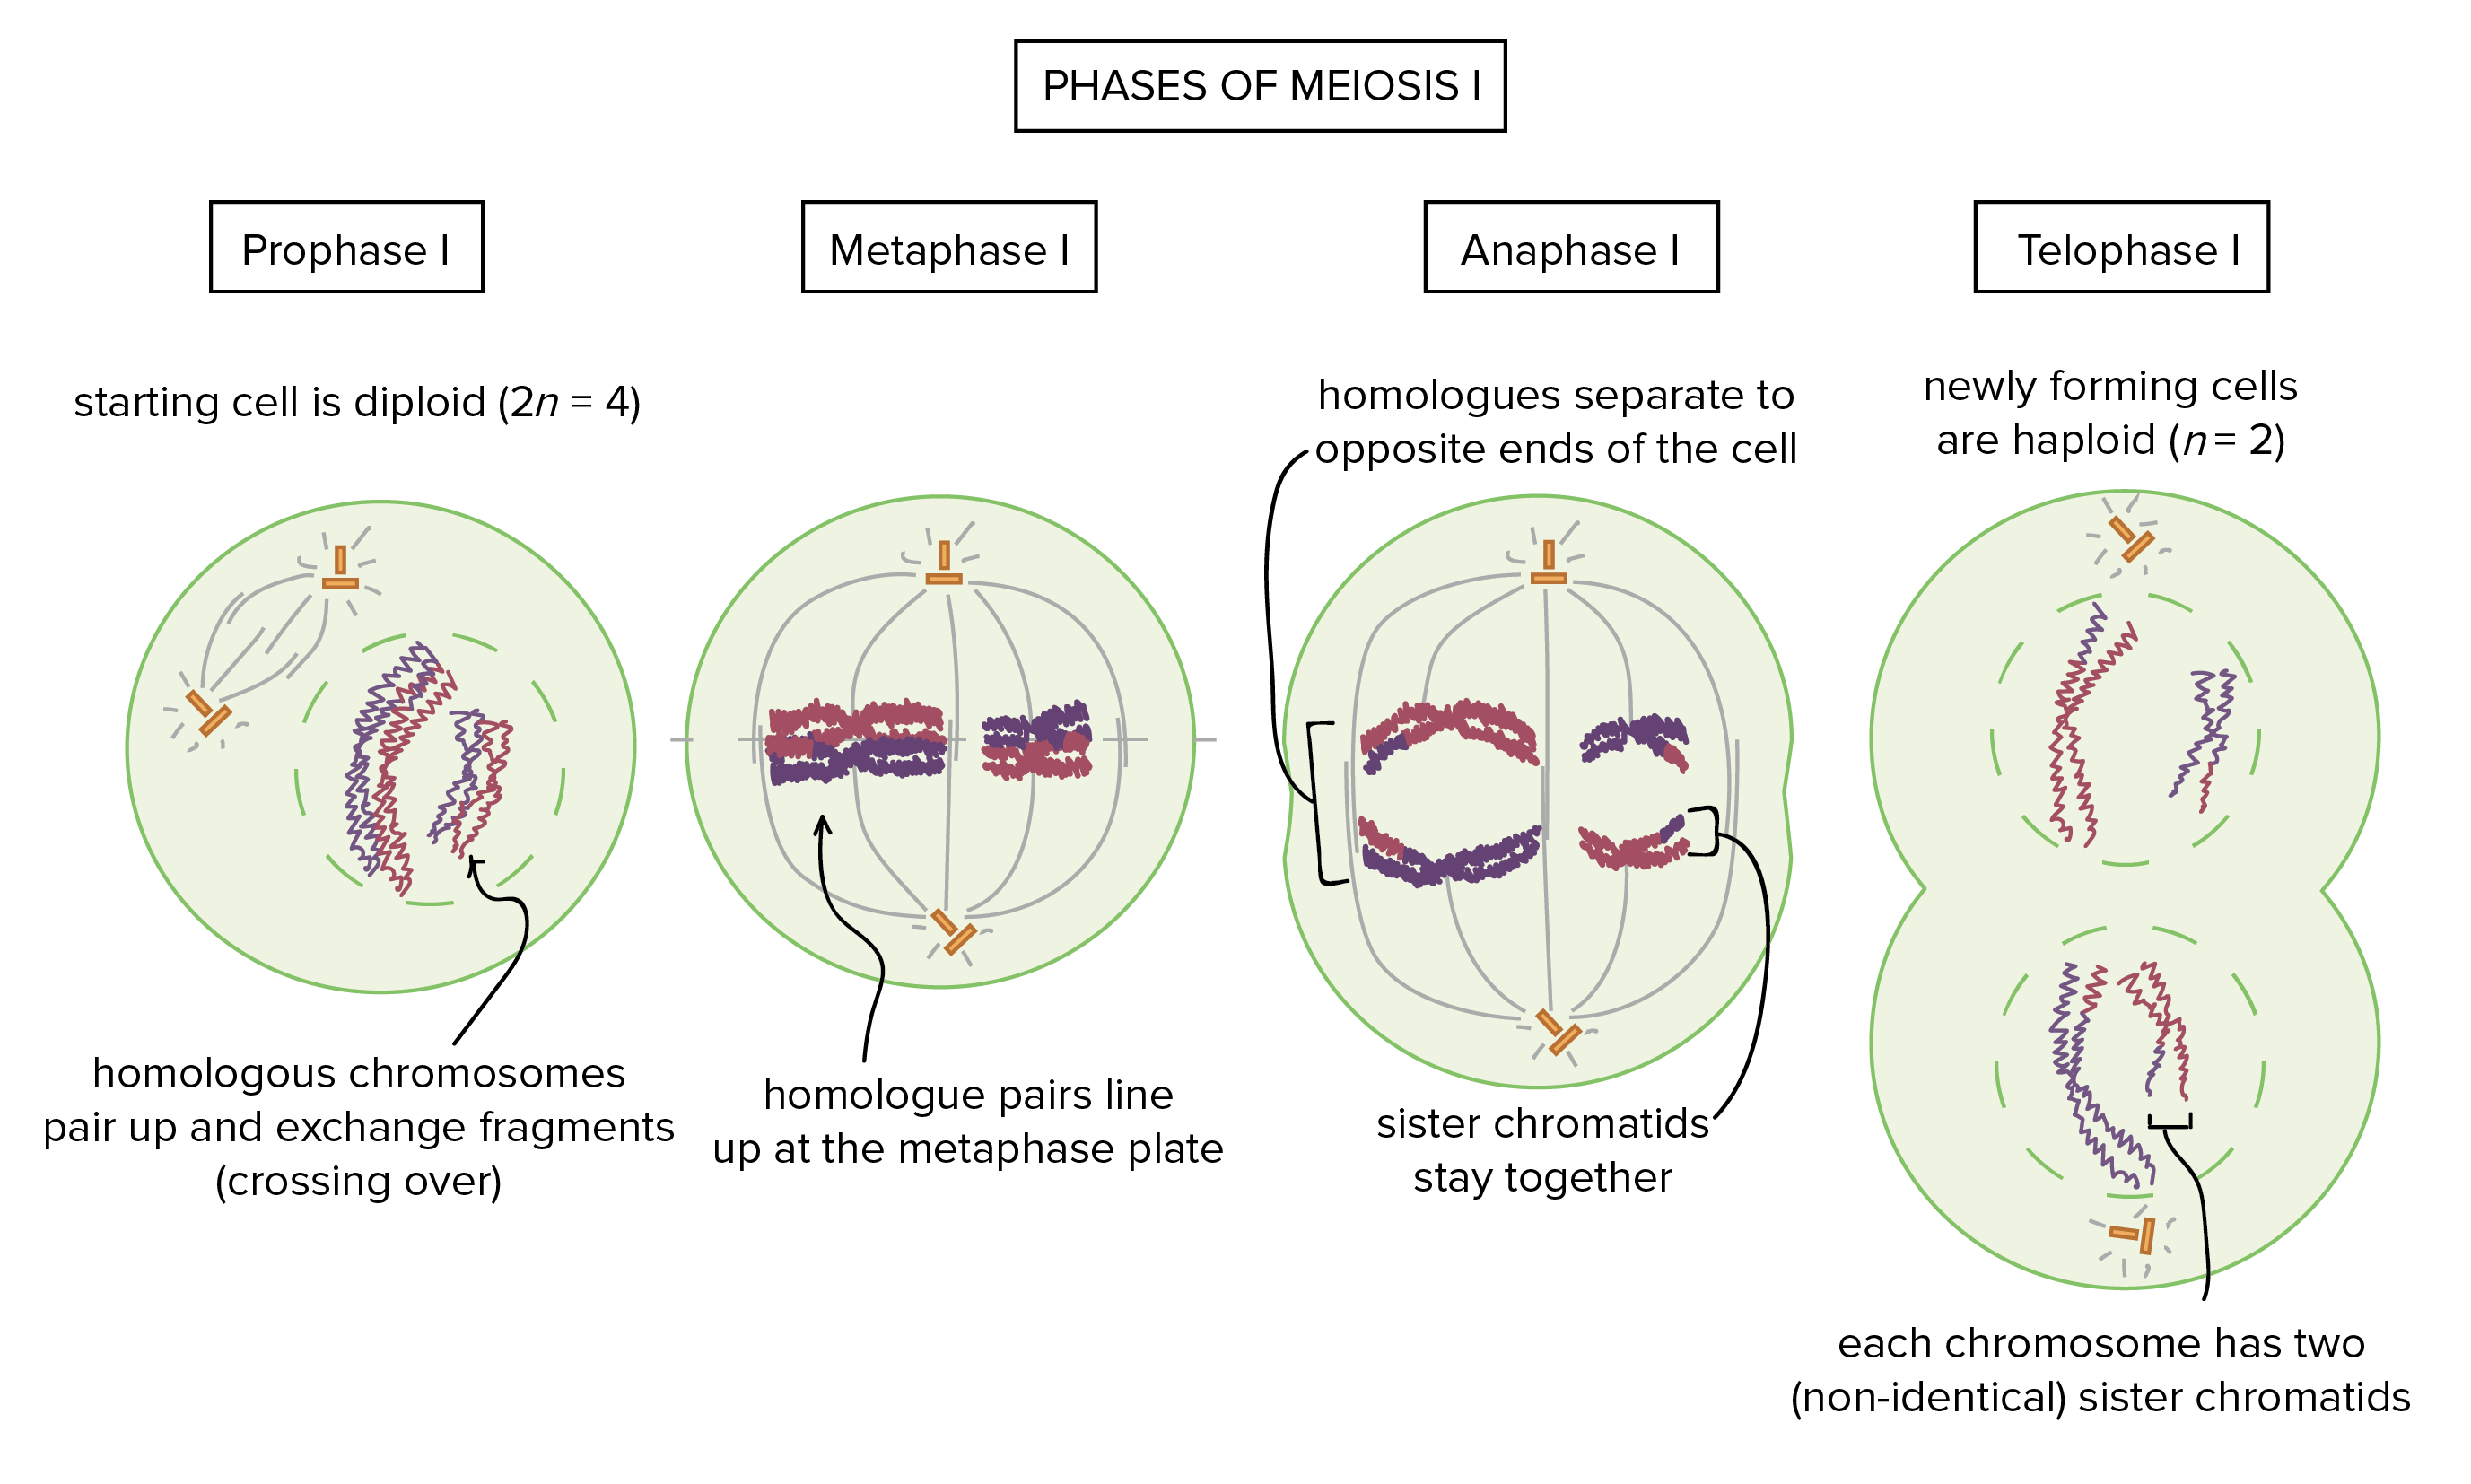 PHASES OF MEIOSIS I
Prophase I
Metaphase I
Anaphase I
Telophase I
starting cell is diploid (2n = 4)
homologues separate to
opposite ends of the cell
newly forming cells
are haploid (n = 2)
homologous chromosomes
pair up and exchange fragments
(crossing over)
homologue pairs line
up at the metaphase plate
sister chromatids
stay together
each chromosome has two
(non-identical) sister chromatids